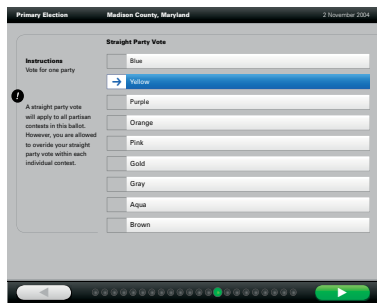 Primary Election
Madison County, Maryland
2 November 2004
Straight Party Vote
Instructions
Vote for one party
!
A straight party vote
will apply to all partisan
contests in this ballot.
However, you are allowed
to overide your straight
party vote within each
individual contest.
Blue
Yellow
Purple
Orange
Pink
Gold
Gray
Aqua
Brown